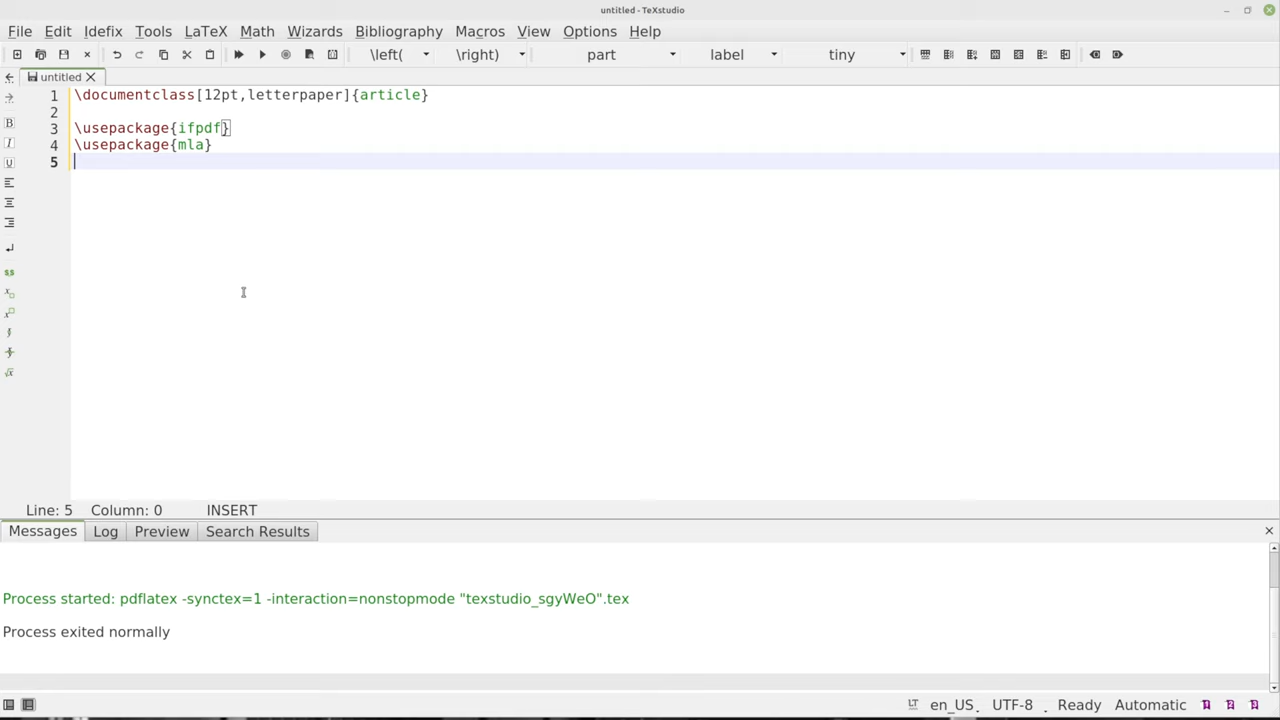 untitled - TeXstudio
File Edit Idefix Tools LaTeX Math Wizards Bibliography Macros View Options Help
\left( \right) part label tiny
untitled
1 \documentclass[12pt,letterpaper]{article}
2
3 \usepackage{ifpdf}
4 \usepackage{mla}
5
Line: 5 Column: 0 INSERT
Messages Log Preview Search Results
Process started: pdflatex -synctex=1 -interaction=nonstopmode "texstudio_sgyWeO".tex
Process exited normally
LT en_US UTF-8 Ready Automatic